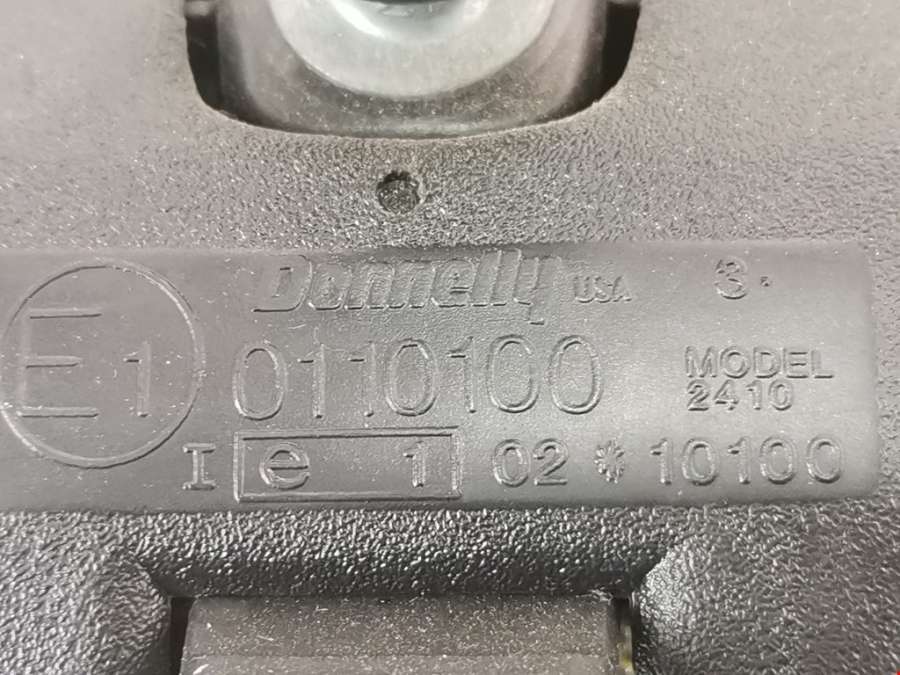 Donnelly USA 3.
E1 0110100 MODEL
2410
I e 1 02 * 10100